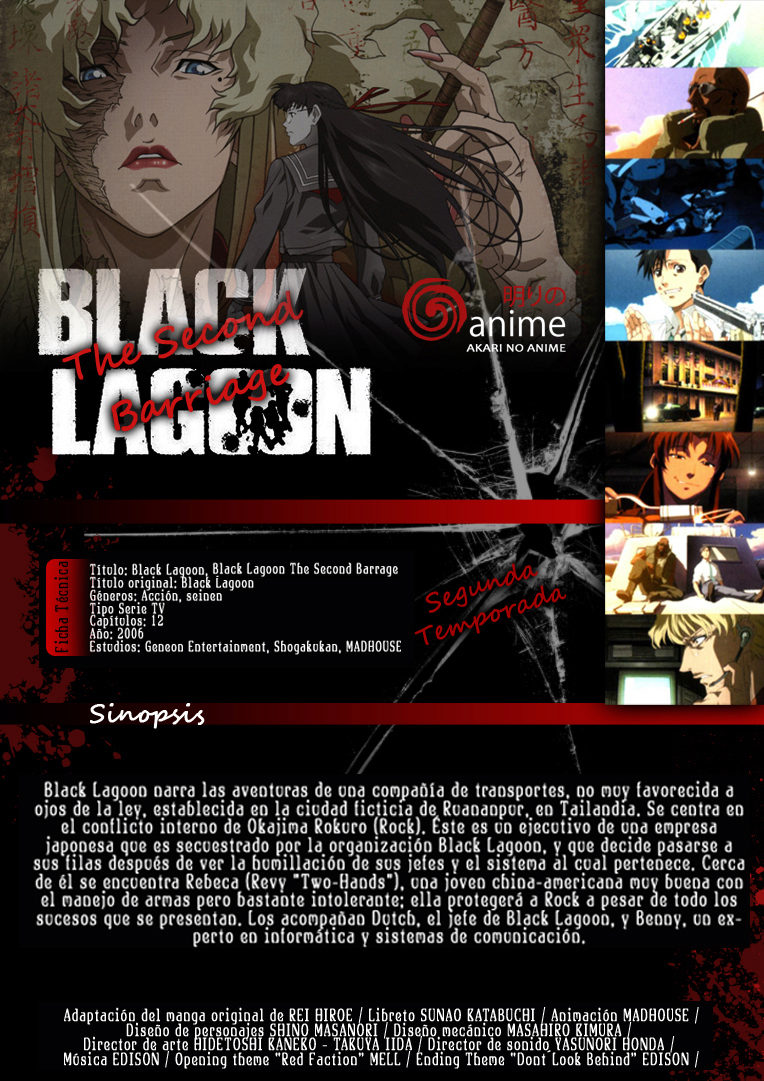 BLACK
The Second
Barriage
LAGOON
明りの
anime
AKARI NO ANIME
Ficha Técnica
Título: Black Lagoon, Black Lagoon The Second Barrage
Título original: Black Lagoon
Géneros: Acción, seinen
Tipo Serie TV
Capítulos: 12
Año: 2006
Estudios: Geneon Entertainment, Shogakukan, MADHOUSE
Segunda
Temporada
Sinopsis
Black Lagoon narra las aventuras de una compañía de transportes, no muy favorecida a
ojos de la ley, establecida en la ciudad ficticia de Ruananpur, en Tailandia. Se centra en
el conflicto interno de Okajima Rokuro (Rock). Éste es un ejecutivo de una empresa
japonesa que es secuestrado por la organización Black Lagoon, y que decide pasarse a
sus filas después de ver la humillación de sus jefes y el sistema al cual pertenece. Cerca
de él se encuentra Rebeca (Revy "Two-Hands"), una joven china-americana muy buena con
el manejo de armas pero bastante intolerante; ella protegerá a Rock a pesar de todo los
sucesos que se presentan. Los acompañan Dutch, el jefe de Black Lagoon, y Benny, un ex-
perto en informática y sistemas de comunicación.
Adaptación del manga original de REI HIROE / Libreto SUNAO KATABUCHI / Animación MADHOUSE /
Diseño de personajes SHINO MASANORI / Diseño mecánico MASAHIRO KIMURA /
Director de arte HIDETOSHI KANEKO - TAKUYA IIDA / Director de sonido YASUNORI HONDA /
Música EDISON / Opening theme "Red Faction" MELL / Ending Theme "Dont Look Behind" EDISON /